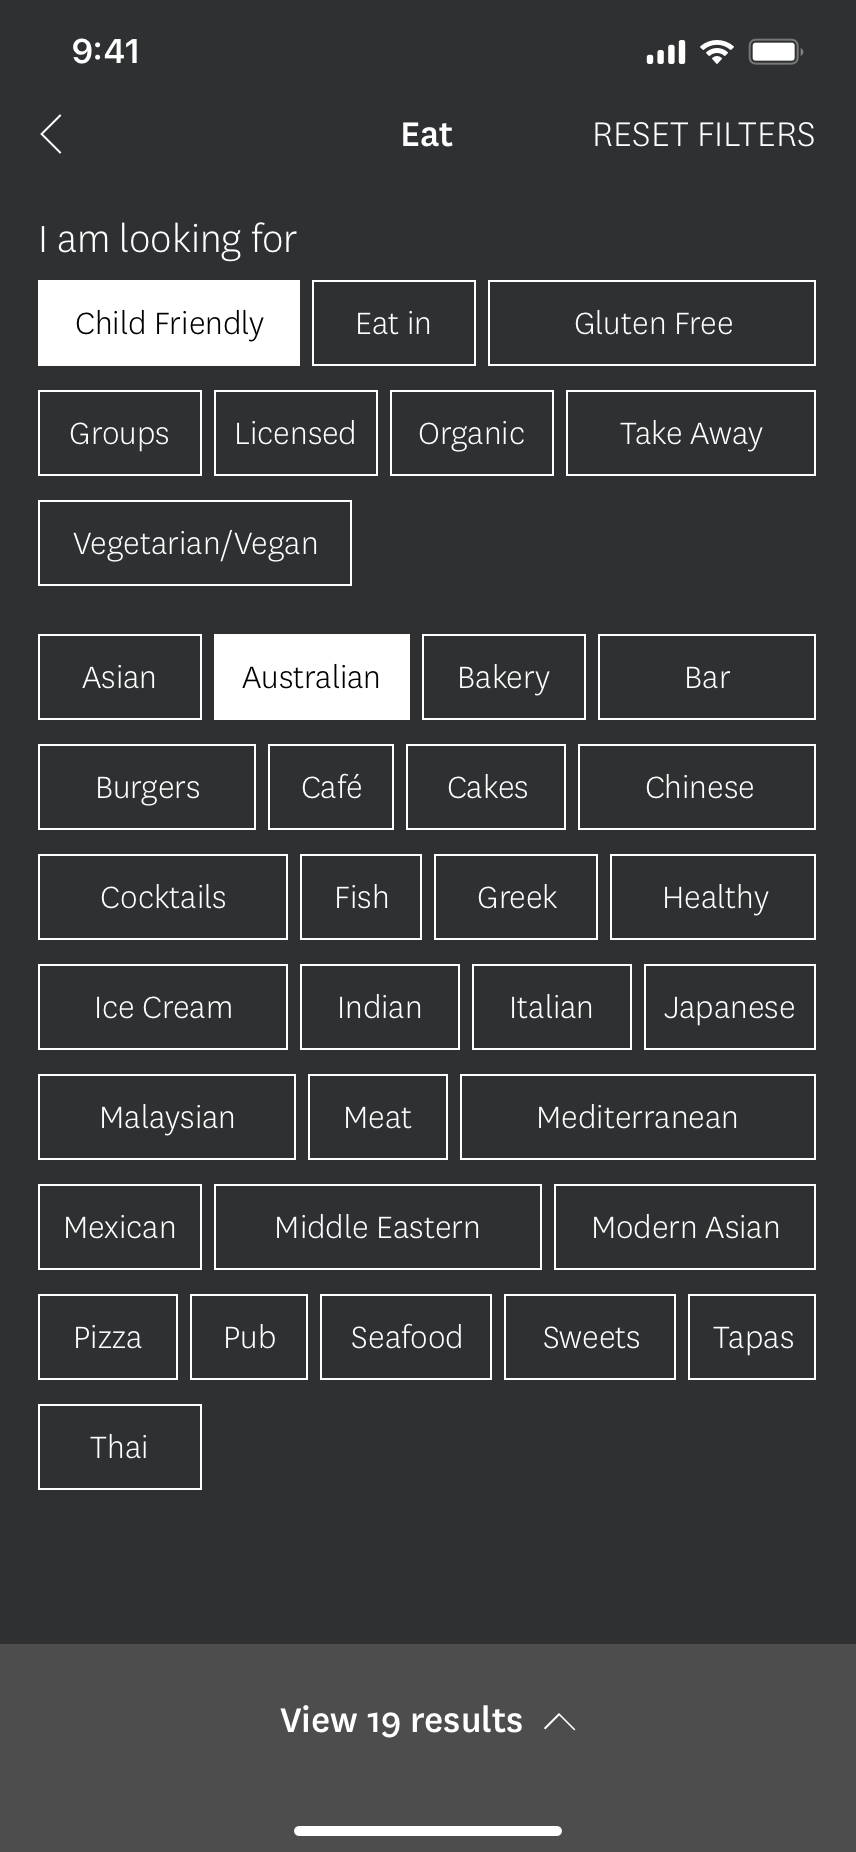 9:41
Eat RESET FILTERS
I am looking for
Child Friendly Eat in Gluten Free
Groups Licensed Organic Take Away
Vegetarian/Vegan
Asian Australian Bakery Bar
Burgers Café Cakes Chinese
Cocktails Fish Greek Healthy
Ice Cream Indian Italian Japanese
Malaysian Meat Mediterranean
Mexican Middle Eastern Modern Asian
Pizza Pub Seafood Sweets Tapas
Thai
View 19 results